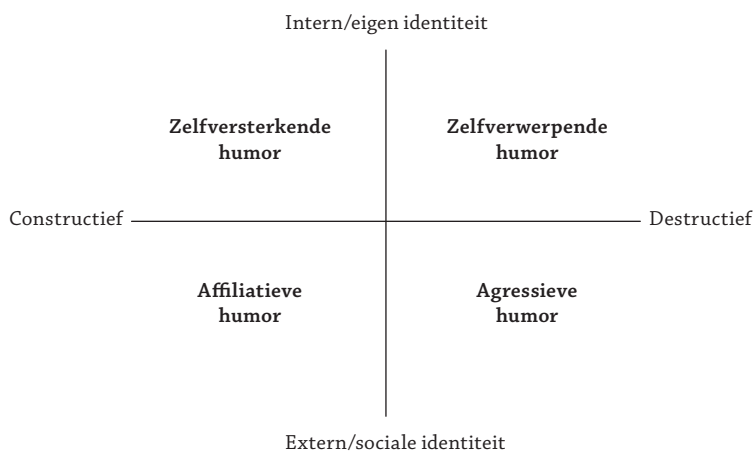 Intern/eigen identiteit
Zelfversterkende
humor
Zelfverwerpende
humor
Constructief
Destructief
Affiliatieve
humor
Agressieve
humor
Extern/sociale identiteit